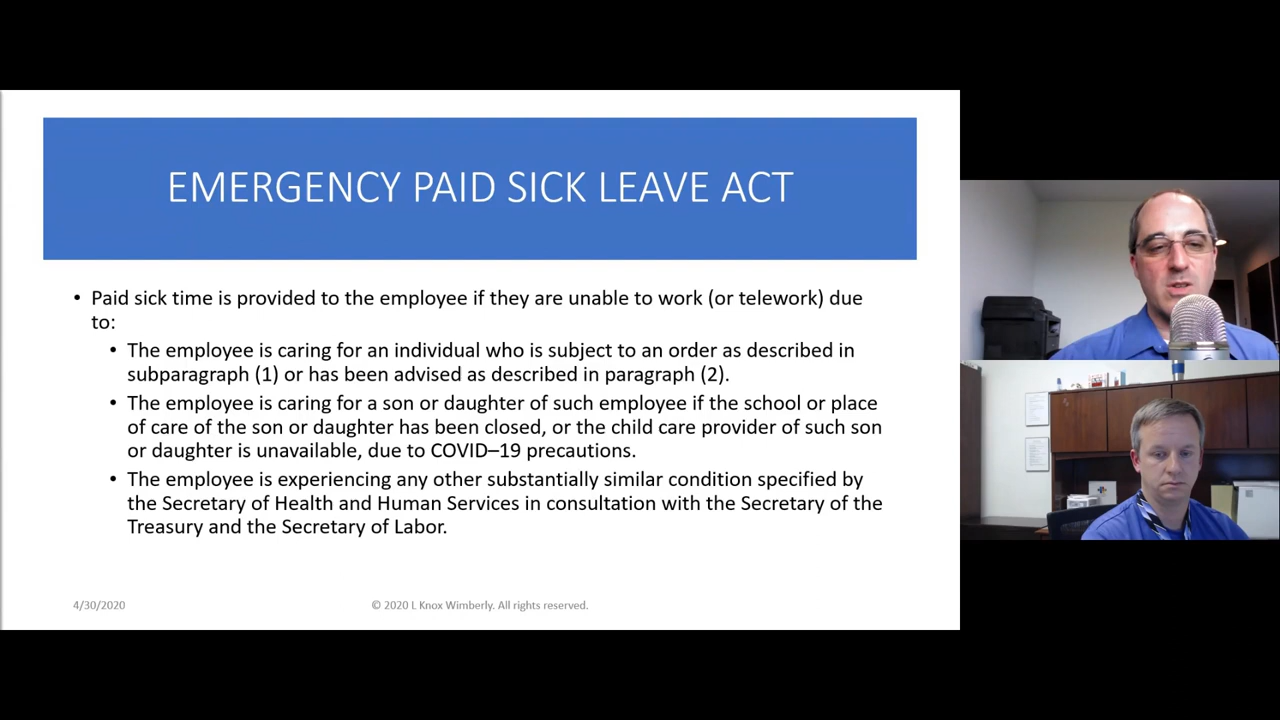 EMERGENCY PAID SICK LEAVE ACT
• Paid sick time is provided to the employee if they are unable to work (or telework) due
to:
• The employee is caring for an individual who is subject to an order as described in
subparagraph (1) or has been advised as described in paragraph (2).
• The employee is caring for a son or daughter of such employee if the school or place
of care of the son or daughter has been closed, or the child care provider of such son
or daughter is unavailable, due to COVID–19 precautions.
• The employee is experiencing any other substantially similar condition specified by
the Secretary of Health and Human Services in consultation with the Secretary of the
Treasury and the Secretary of Labor.
4/30/2020
© 2020 L Knox Wimberly. All rights reserved.